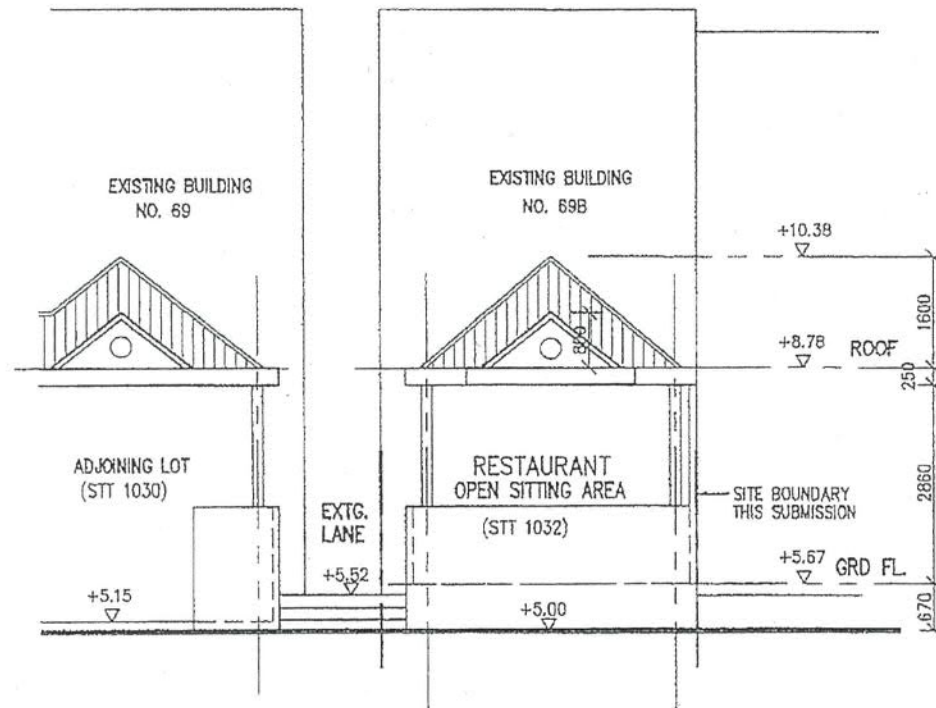 EXISTING BUILDING
NO. 69
EXISTING BUILDING
NO. 69B
+10.38
1600
800
+8.78
ROOF
250
ADJOINING LOT
(STT 1030)
RESTAURANT
OPEN SITTING AREA
(STT 1032)
2860
SITE BOUNDARY
THIS SUBMISSION
EXTG.
LANE
+5.52
+5.67
GRD FL.
+5.15
+5.00
670